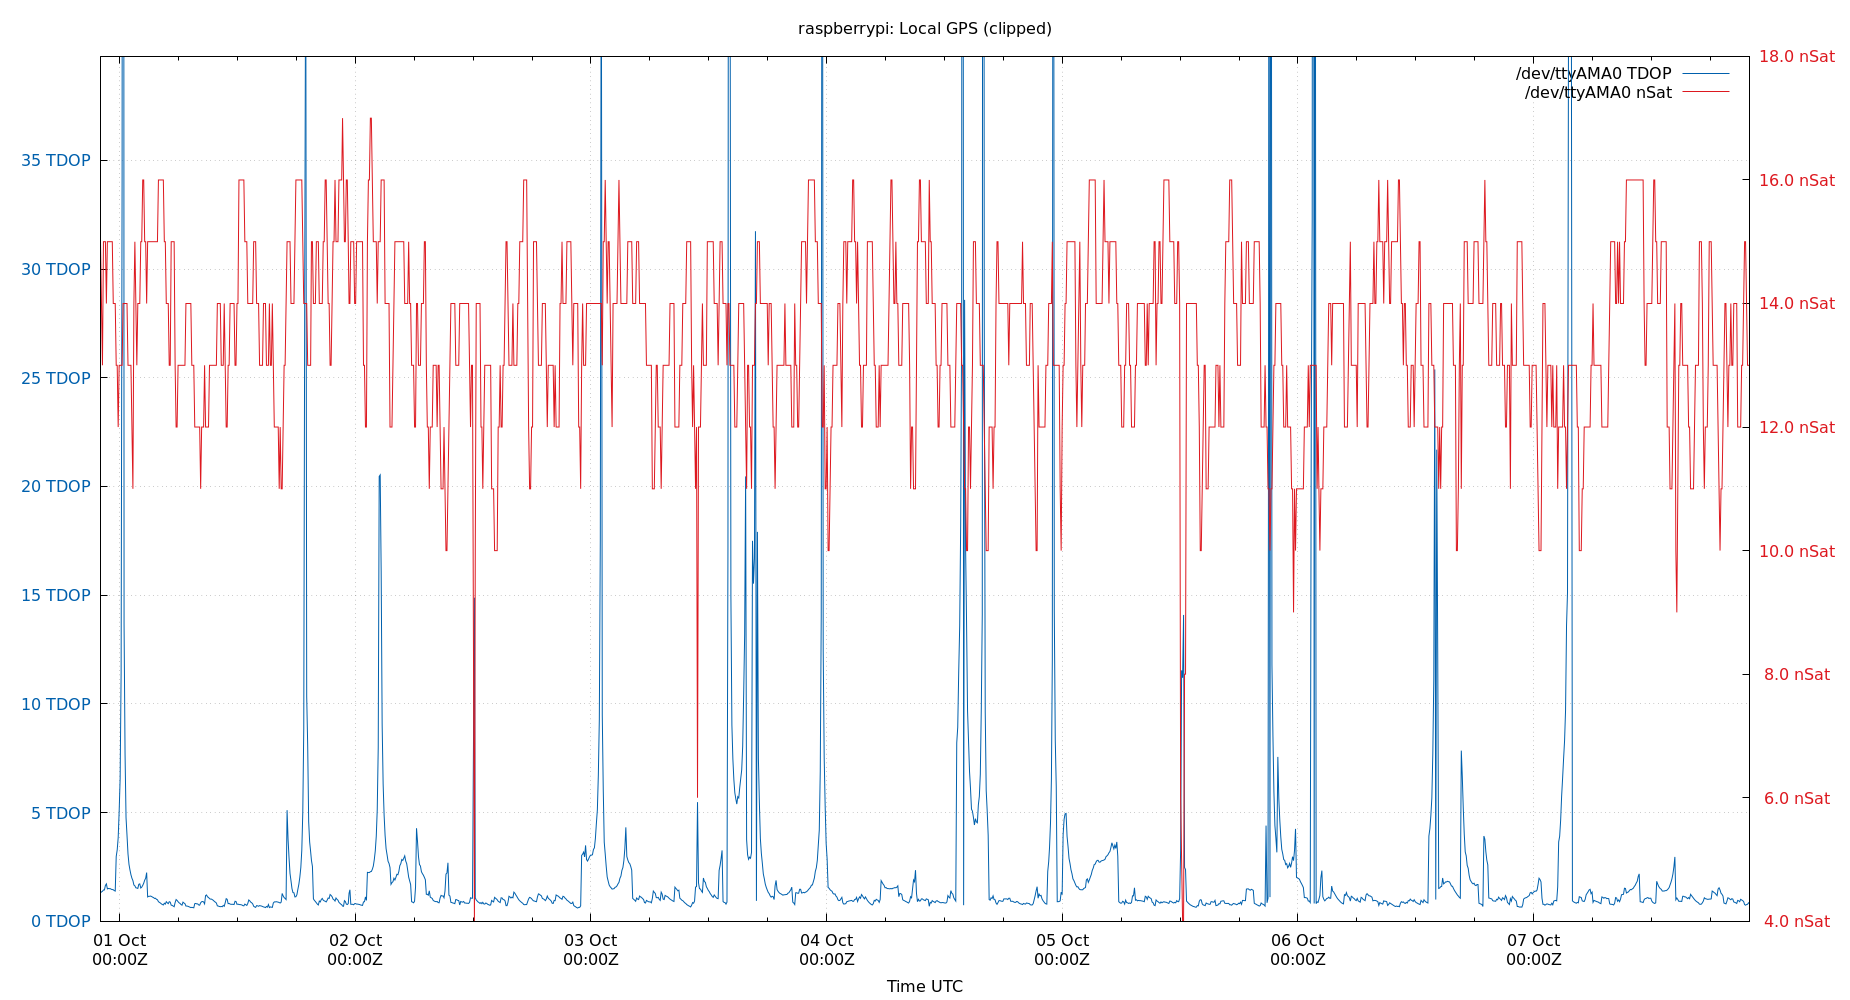 raspberrypi: Local GPS (clipped)
18.0 nSat
/dev/ttyAMA0 TDOP
/dev/ttyAMA0 nSat
35 TDOP
16.0 nSat
30 TDOP
14.0 nSat
25 TDOP
12.0 nSat
20 TDOP
10.0 nSat
15 TDOP
8.0 nSat
10 TDOP
6.0 nSat
5 TDOP
4.0 nSat
0 TDOP
01 Oct 02 Oct 03 Oct 04 Oct 05 Oct 06 Oct 07 Oct
00:00Z 00:00Z 00:00Z 00:00Z 00:00Z 00:00Z 00:00Z
Time UTC